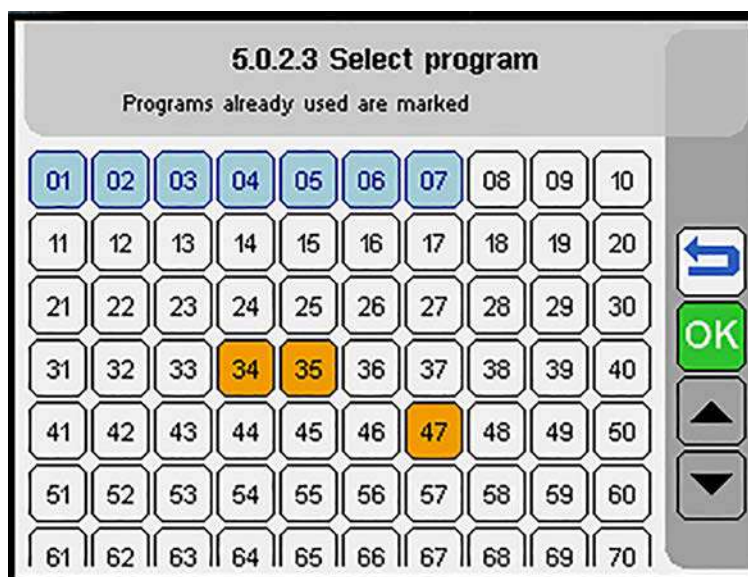 5.0.2.3 Select program
Programs already used are marked
01 02 03 04 05 06 07 08 09 10
11 12 13 14 15 16 17 18 19 20
21 22 23 24 25 26 27 28 29 30
31 32 33 34 35 36 37 38 39 40
41 42 43 44 45 46 47 48 49 50
51 52 53 54 55 56 57 58 59 60
61 62 63 64 65 66 67 68 69 70
OK